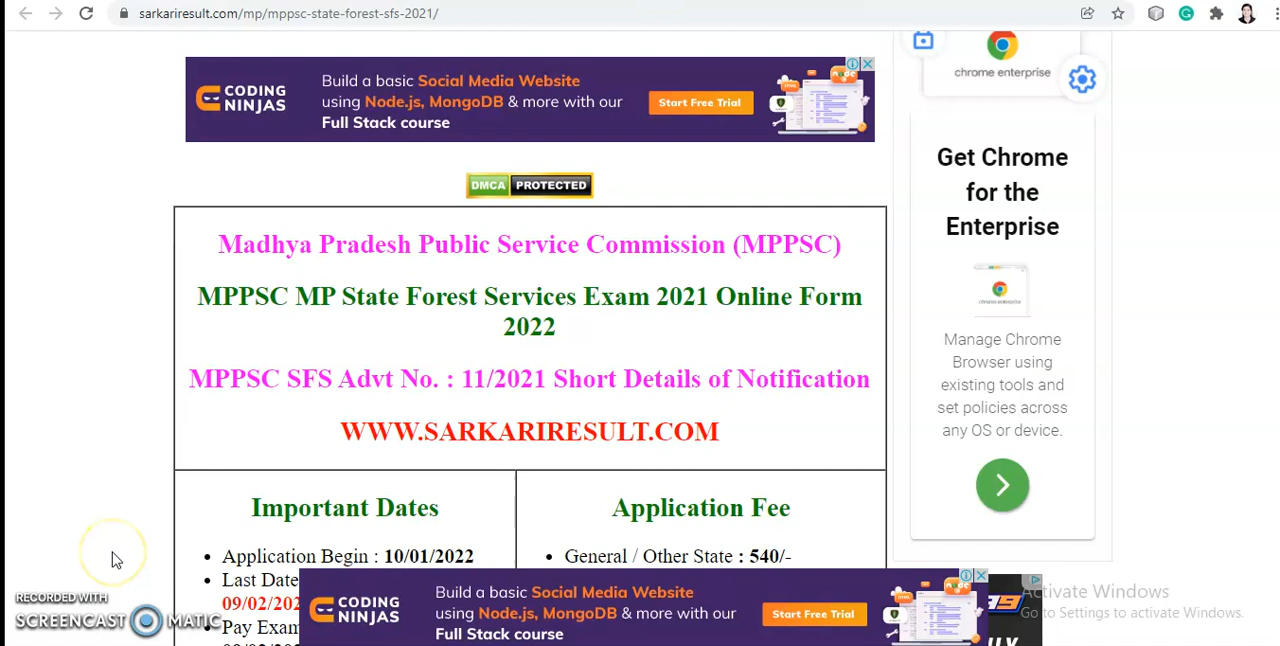 sarkariresult.com/mp/mppsc-state-forest-sfs-2021/
chrome enterprise
CODING
NINJAS
Build a basic Social Media Website
using Node.js, MongoDB & more with our
Full Stack course
Start Free Trial
DMCA PROTECTED
Get Chrome
for the
Enterprise
Manage Chrome
Browser using
existing tools and
set policies across
any OS or device.
Madhya Pradesh Public Service Commission (MPPSC)
MPPSC MP State Forest Services Exam 2021 Online Form
2022
MPPSC SFS Advt No. : 11/2021 Short Details of Notification
WWW.SARKARIRESULT.COM
Important Dates
Application Fee
• Application Begin : 10/01/2022
• General / Other State : 540/-
• Last Date
09/02/202
• Pay Exam
CODING
NINJAS
Build a basic Social Media Website
using Node.js, MongoDB & more with our
Full Stack course
Start Free Trial
Activate Windows
Go to Settings to activate Windows.
RECORDED WITH
SCREENCAST MATIC